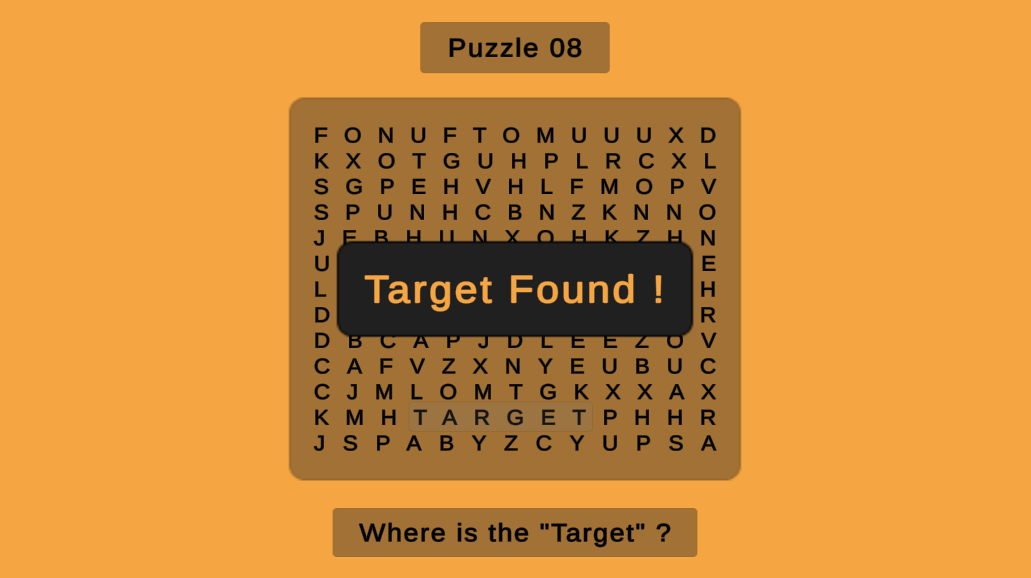 Puzzle 08
F O N U F T O M U U U X D
K X O T G U H P L R C X L
S G P E H V H L F M O P V
S P U N H C B N Z K N N O
J E B H U N X O H K Z H N
U E
L H
Target Found !
D R
D B C A P J D L E E Z O V
C A F V Z X N Y E U B U C
C J M L O M T G K X X A X
K M H T A R G E T P H H R
J S P A B Y Z C Y U P S A
Where is the "Target" ?